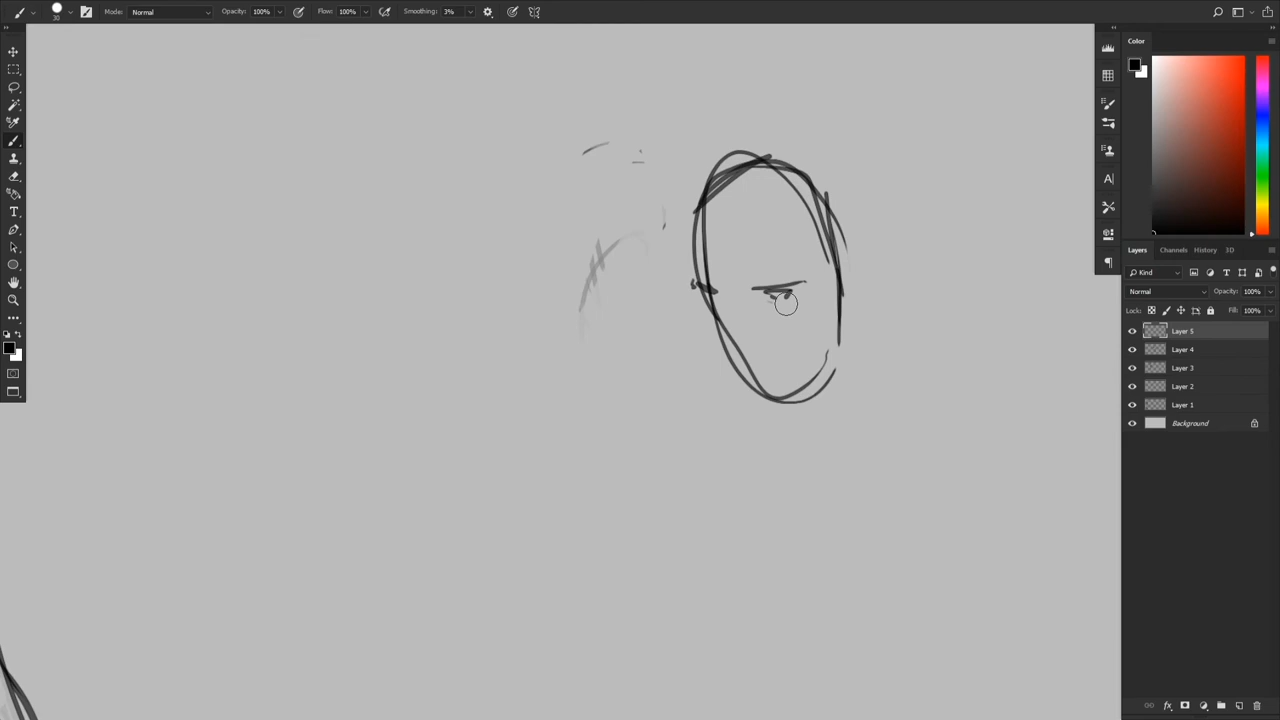 Mode: Normal Opacity: 100% Flow: 100% Smoothing: 3%
30
Color
Layers Channels History 3D
Kind
Normal Opacity: 100%
Lock: Fill: 100%
Layer 5
Layer 4
Layer 3
Layer 2
Layer 1
Background